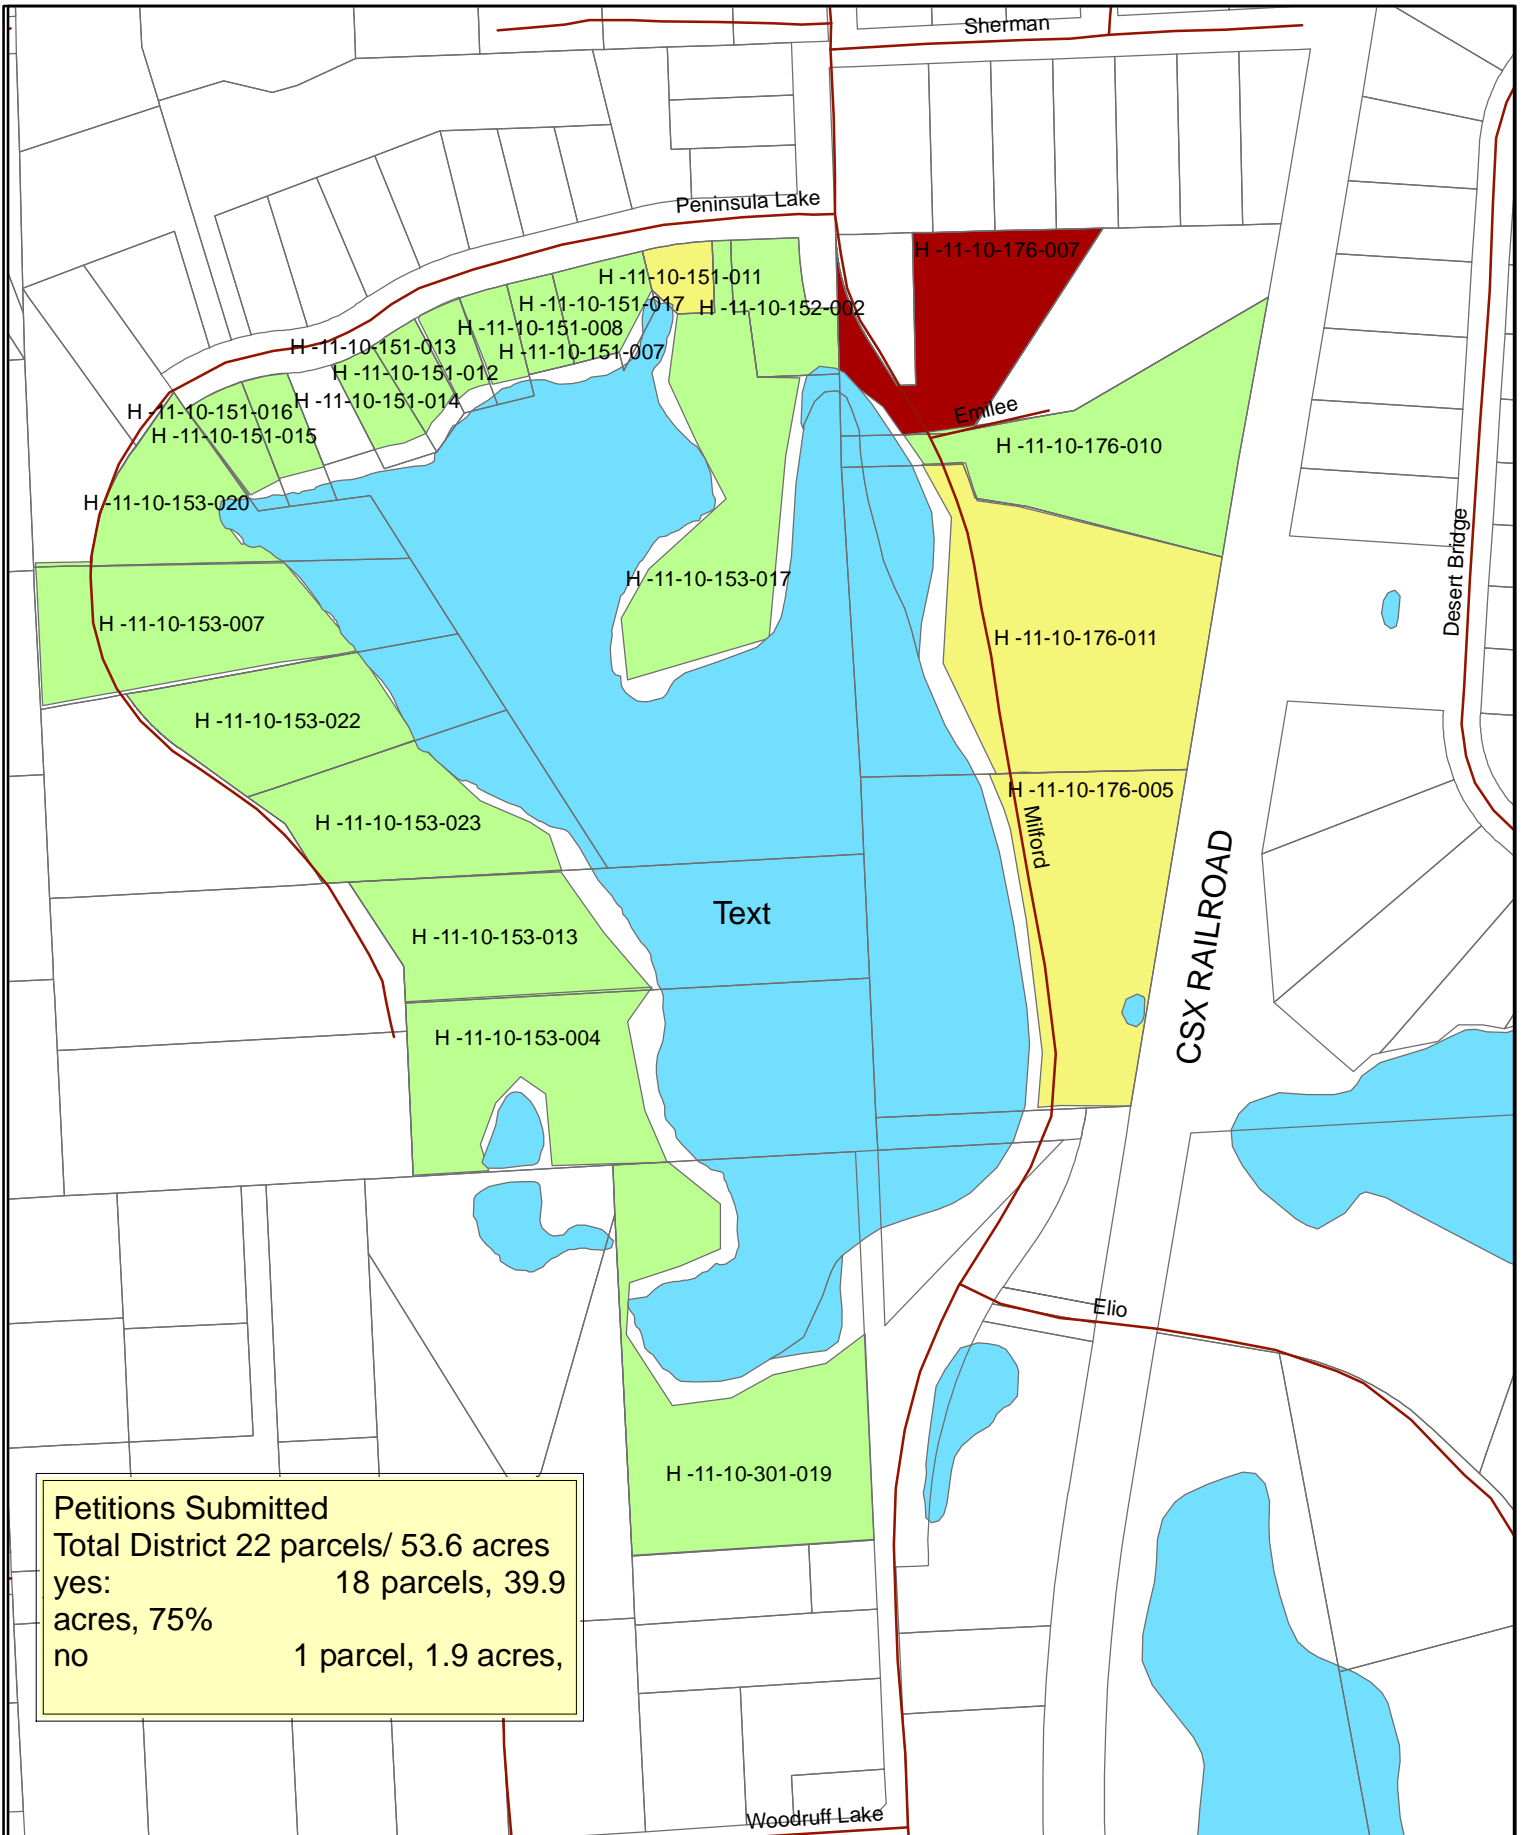 Sherman
Peninsula Lake
H -11-10-176-007
H -11-10-151-011
H -11-10-151-017
H -11-10-152-002
H -11-10-151-008
H -11-10-151-013
H -11-10-151-007
H -11-10-151-012
H -11-10-151-014
H -11-10-151-016
H -11-10-151-015
Emilee
H -11-10-176-010
H -11-10-153-020
H -11-10-153-017
Desert Bridge
H -11-10-153-007
H -11-10-176-011
H -11-10-153-022
H -11-10-176-005
H -11-10-153-023
Milford
Text
CSX RAILROAD
H -11-10-153-013
H -11-10-153-004
Elio
H -11-10-301-019
Petitions Submitted
Total District 22 parcels/ 53.6 acres
yes: 18 parcels, 39.9
acres, 75%
no 1 parcel, 1.9 acres,
Woodruff Lake